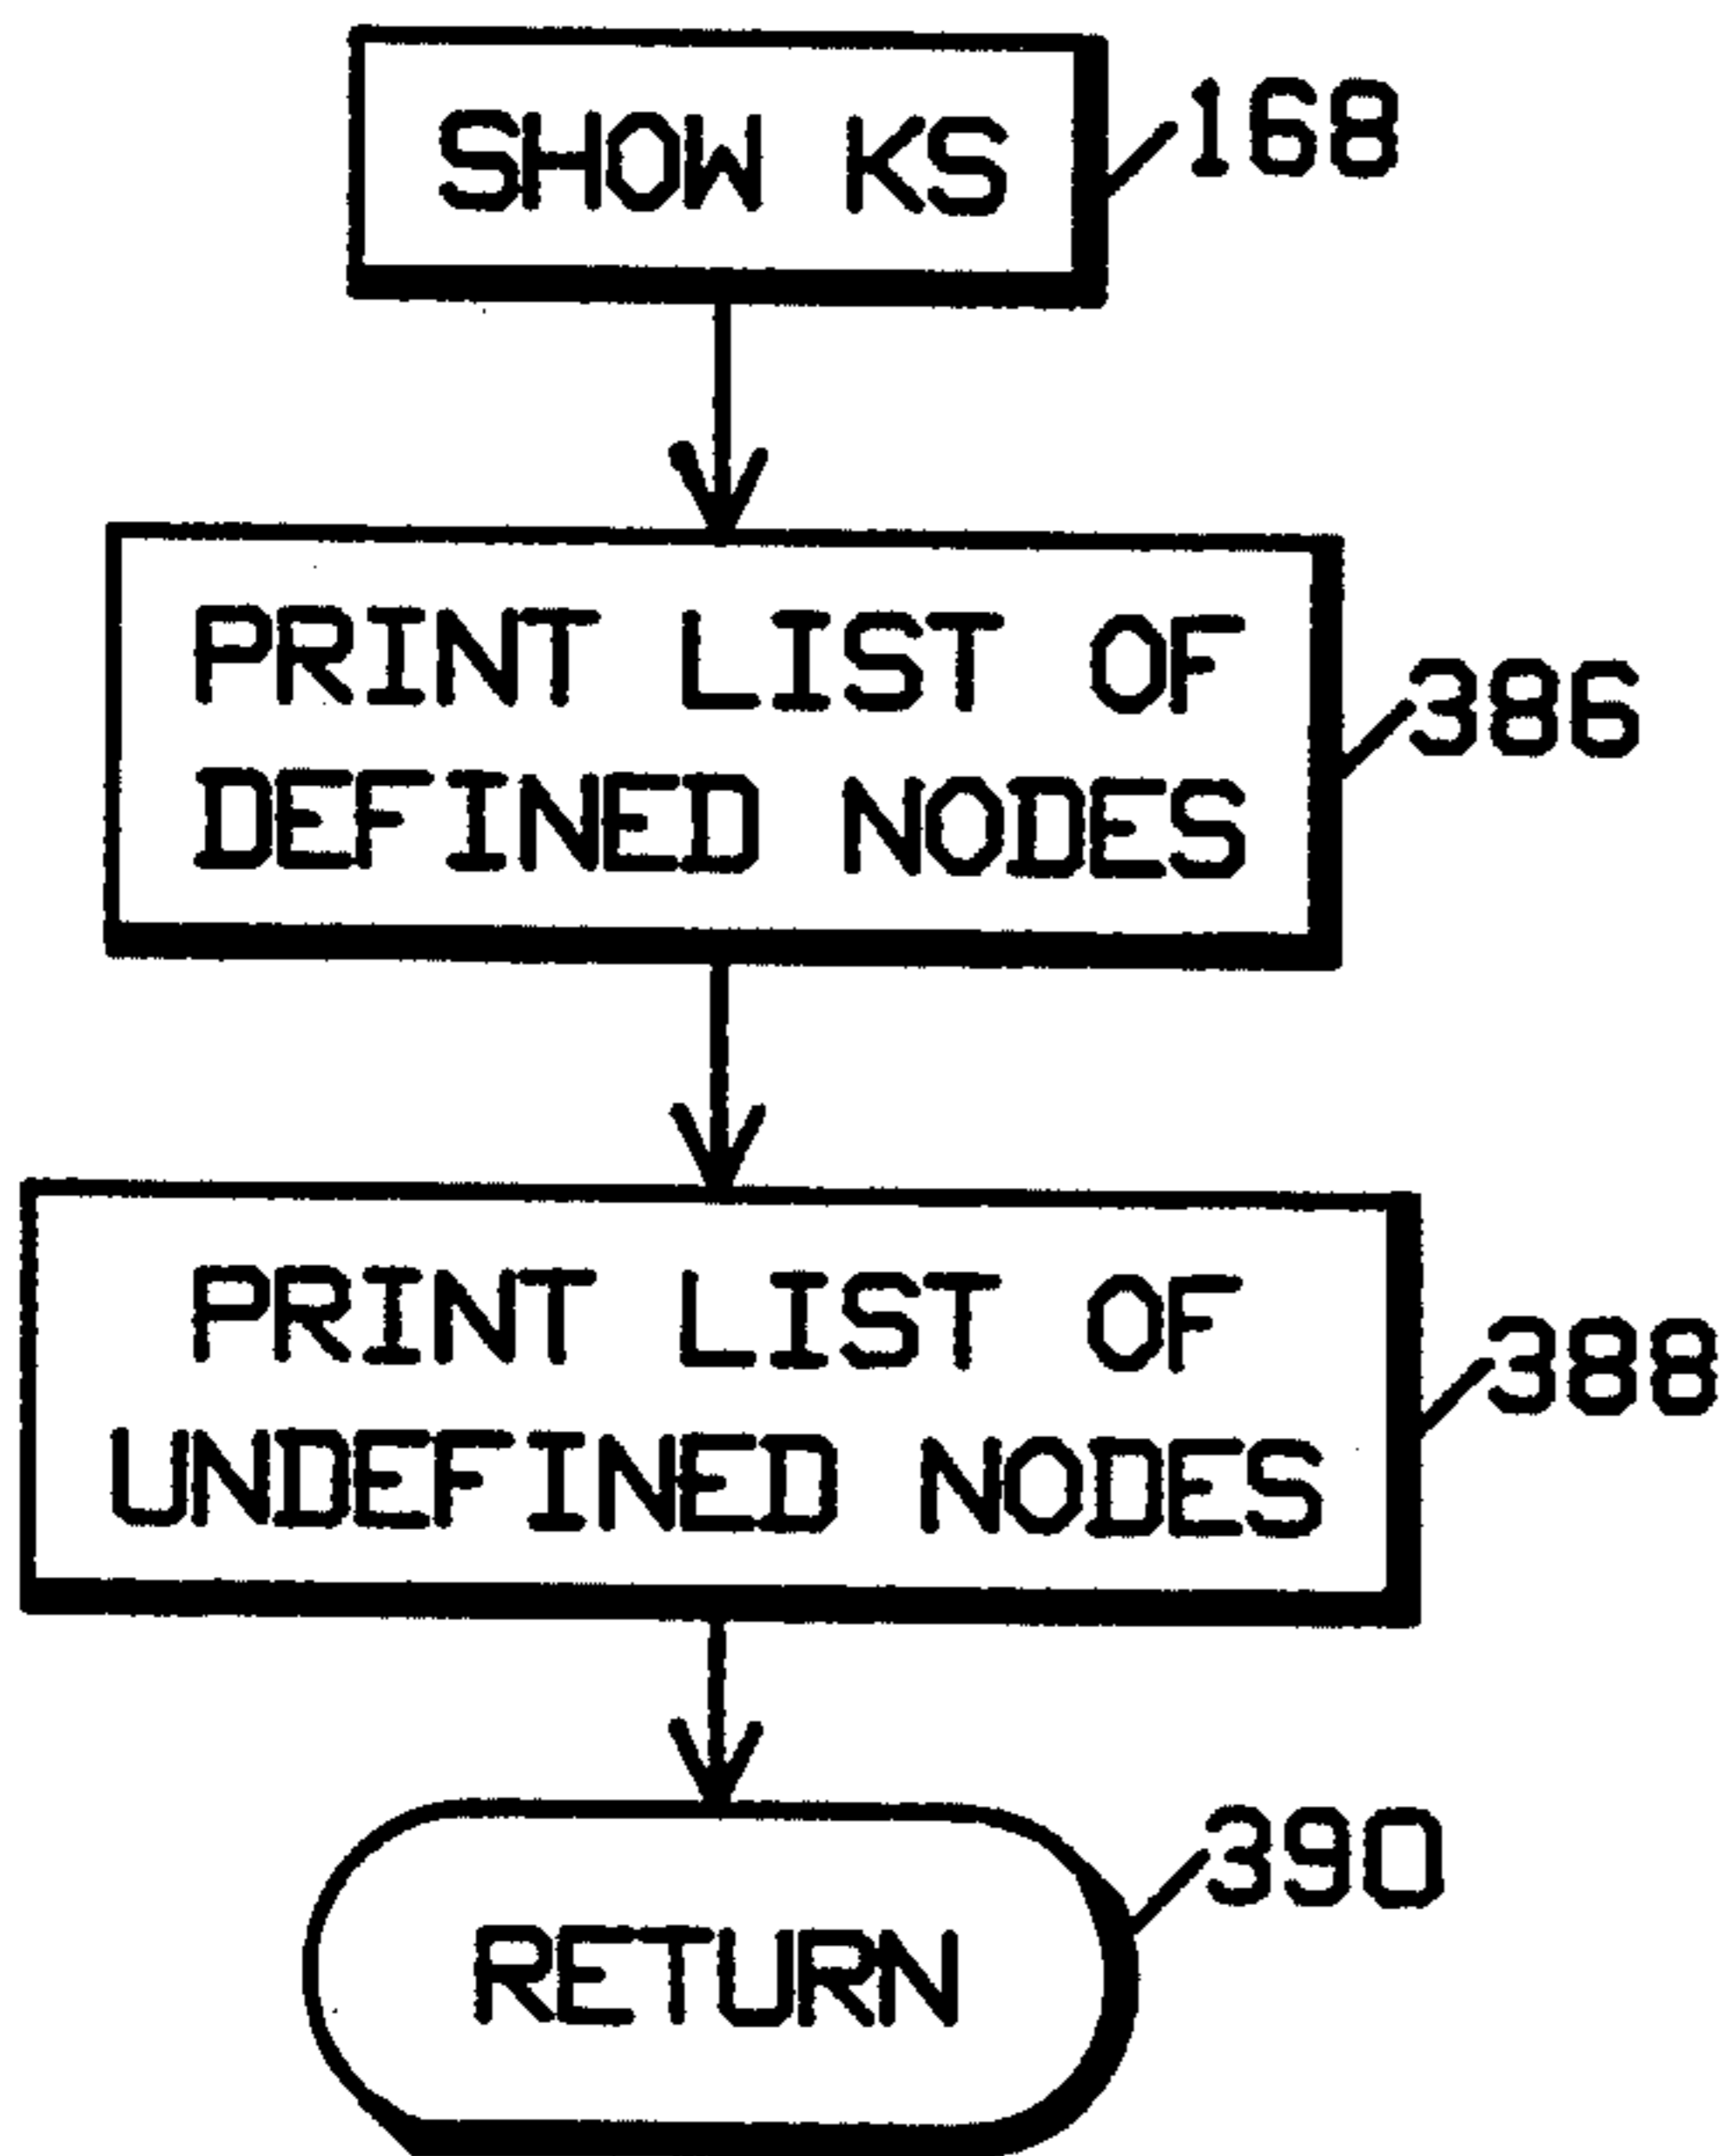 SHOW KS
168
PRINT LIST OF
DEFINED NODES
386
PRINT LIST OF
UNDEFINED NODES
388
RETURN
390